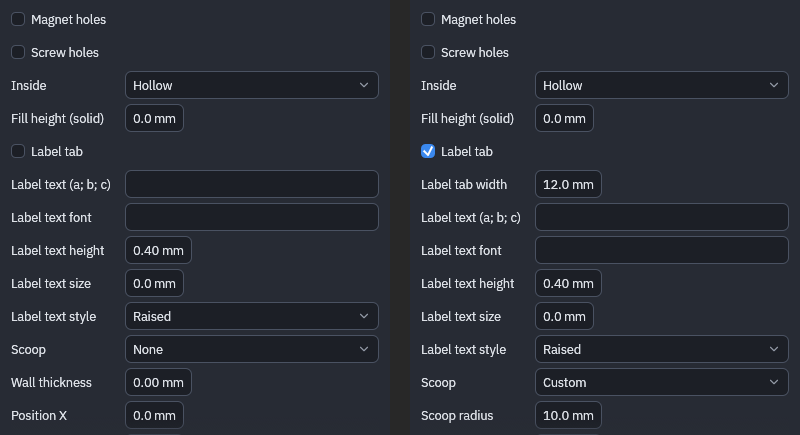 Magnet holes
Screw holes
Inside Hollow
Fill height (solid) 0.0 mm
Label tab
Label text (a; b; c)
Label text font
Label text height 0.40 mm
Label text size 0.0 mm
Label text style Raised
Scoop None
Wall thickness 0.00 mm
Position X 0.0 mm
Magnet holes
Screw holes
Inside Hollow
Fill height (solid) 0.0 mm
Label tab
Label tab width 12.0 mm
Label text (a; b; c)
Label text font
Label text height 0.40 mm
Label text size 0.0 mm
Label text style Raised
Scoop Custom
Scoop radius 10.0 mm